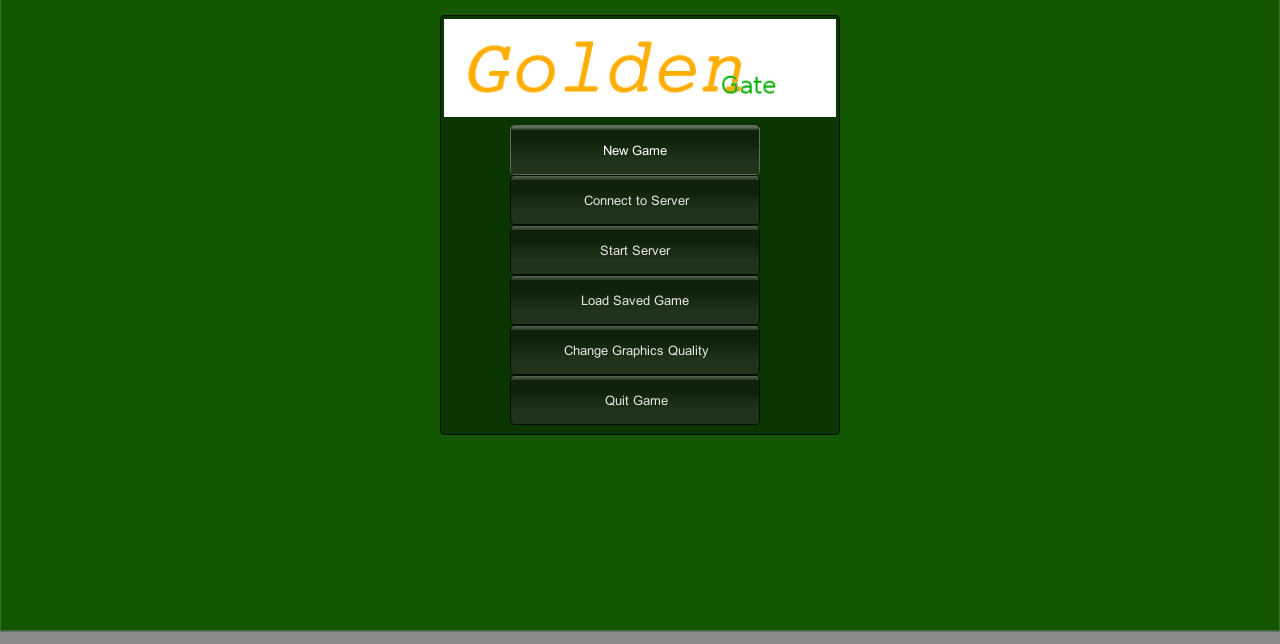 Golden
Gate
New Game
Connect to Server
Start Server
Load Saved Game
Change Graphics Quality
Quit Game